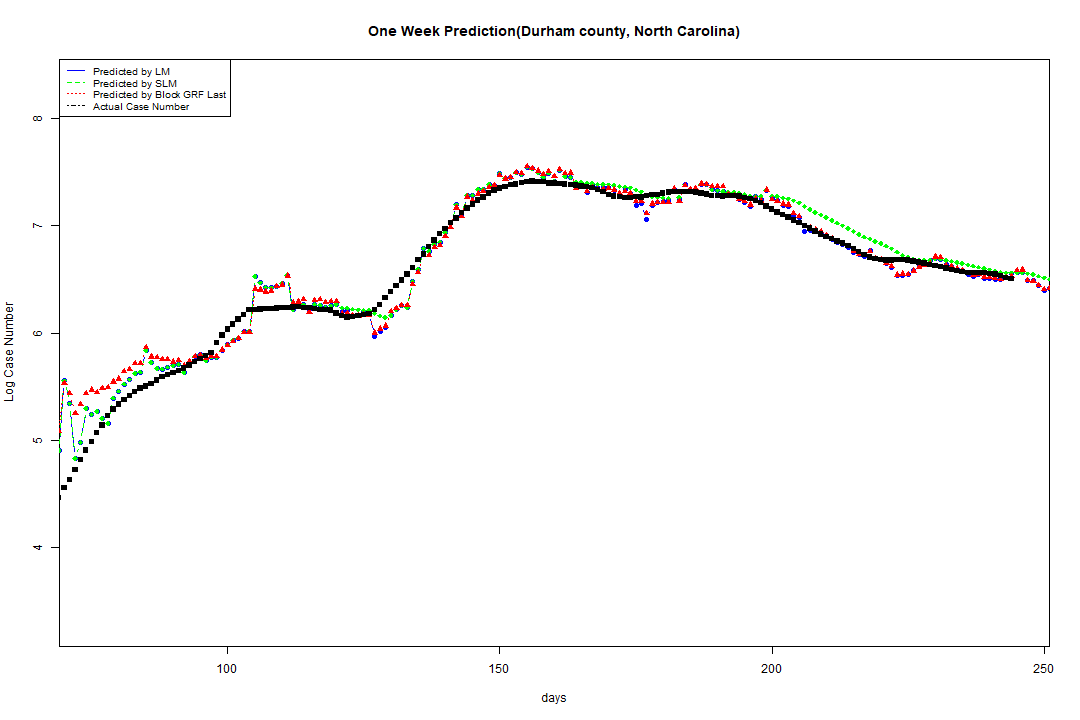 One Week Prediction(Durham county, North Carolina)
Predicted by LM
Predicted by SLM
Predicted by Block GRF Last
Actual Case Number
8
7
6
5
4
Log Case Number
100 150 200 250
days